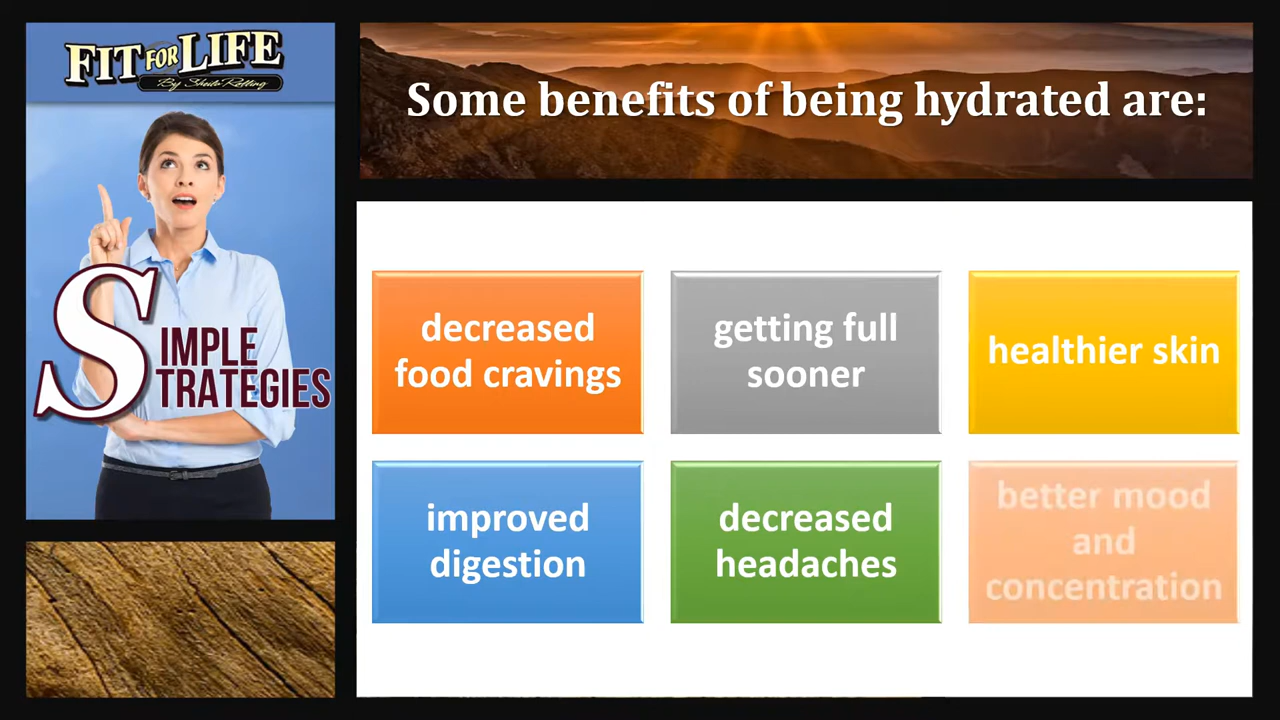 FIT FOR LIFE
By Sheila Kelling
SIMPLE
STRATEGIES
Some benefits of being hydrated are:
decreased
food cravings
getting full
sooner
healthier skin
improved
digestion
decreased
headaches
better mood
and
concentration